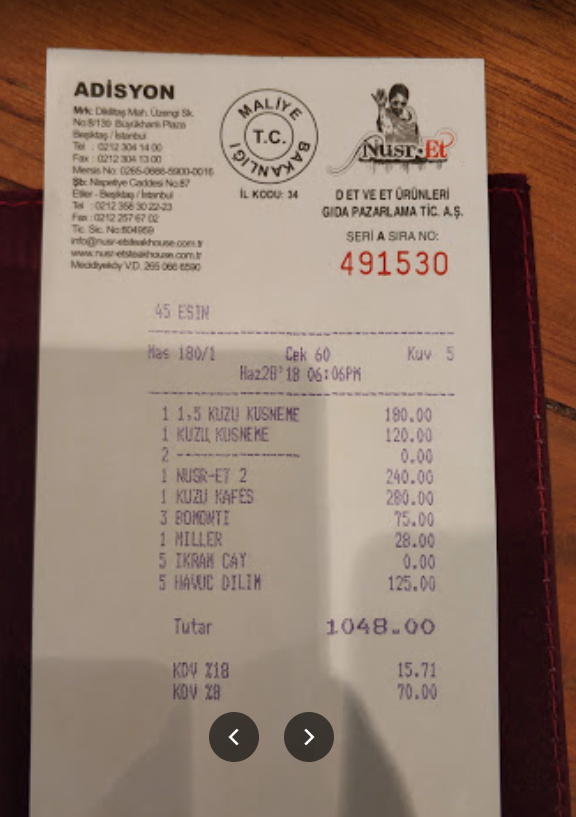 ADİSYON
Mrk: Dikilitaş Mah. Üzengi Sk.
No:8/139 Büyükhanlı Plaza
Beşiktaş / İstanbul
Tel : 0212 304 14 00
Fax : 0212 304 13 00
Mersis No: 0265-0666-5900-0016
Şb: Nispetiye Caddesi No:87
Etiler - Beşiktaş / İstanbul
Tel : 0212 358 30 22-23
Fax : 0212 257 67 02
Tic. Sic. No:604959
info@nusr-etsteakhouse.com.tr
www.nusr-etsteakhouse.com.tr
Mecidiyeköy V.D. 265 066 6590
MALİYE BAKANLIĞI
T.C.
İL KODU: 34
Nusr-Et
D ET VE ET ÜRÜNLERİ
GIDA PAZARLAMA TİC. A.Ş.
SERİ A SIRA NO:
491530
45 ESIN
Mas 180/1 Cek 60 Kuv 5
Haz28'18 06:06PM
1 1,5 KUZU KUSNEME 180.00
1 KUZU KUSNEME 120.00
2 ---------------- 0.00
1 NUSR-ET 2 240.00
1 KUZU KAFES 280.00
3 BOMONTI 75.00
1 MILLER 28.00
5 IKRAM CAY 0.00
5 HAVUC DILIM 125.00
Tutar 1048.00
KDV %18 15.71
KDV %8 70.00